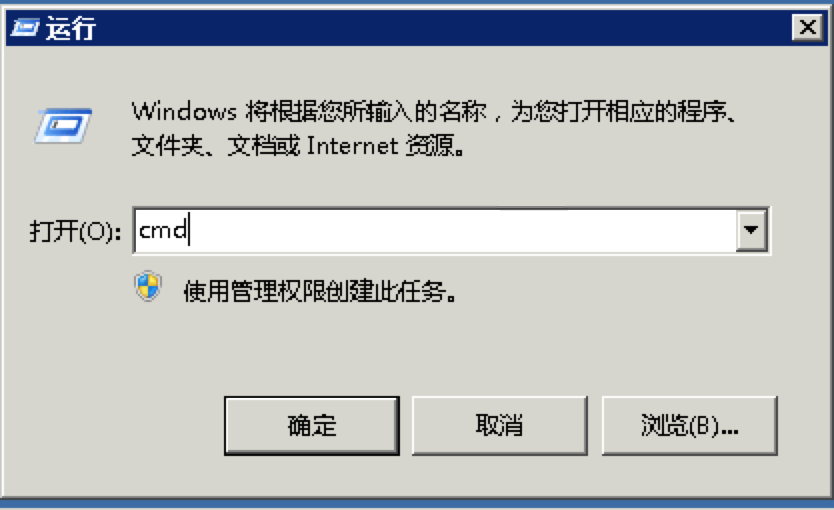 运行
Windows 将根据您所输入的名称，为您打开相应的程序、
文件夹、文档或 Internet 资源。
打开(O): cmd
使用管理权限创建此任务。
确定 取消 浏览(B)...